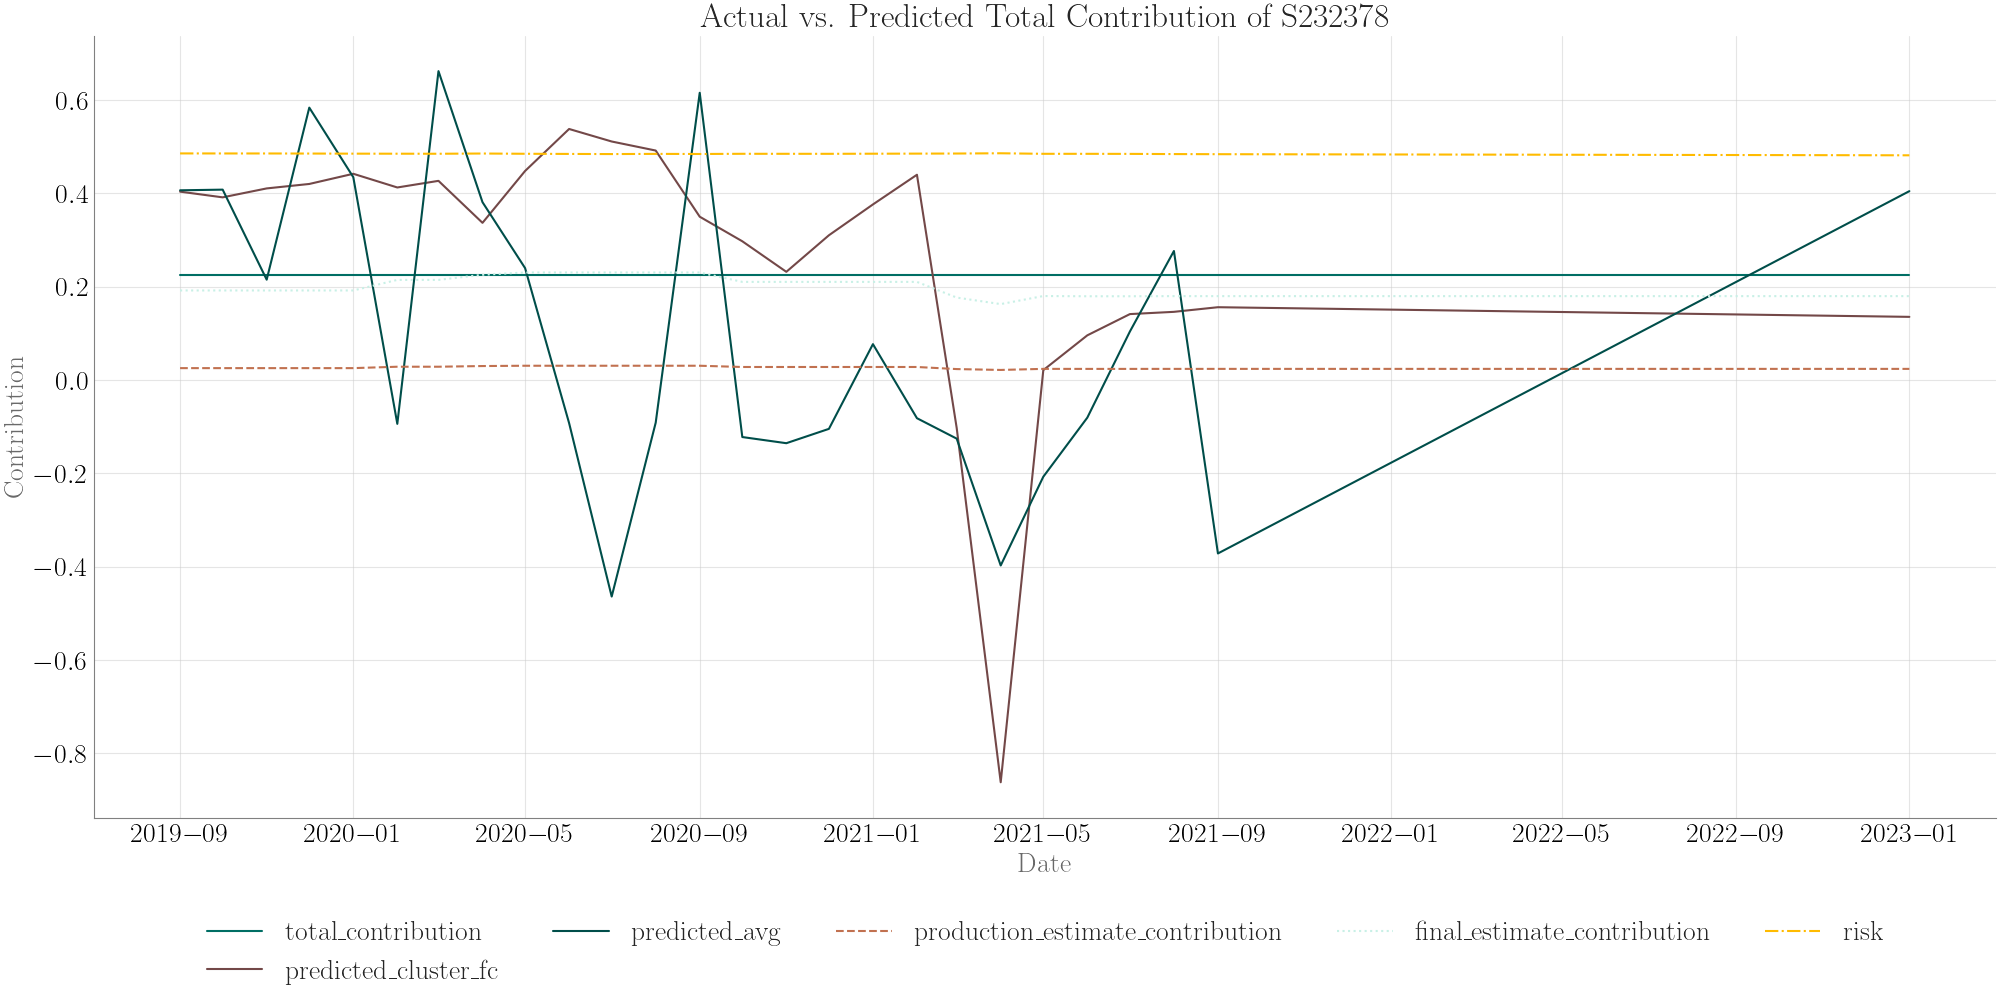 Actual vs. Predicted Total Contribution of S232378
Contribution
0.6
0.4
0.2
0.0
−0.2
−0.4
−0.6
−0.8
2019−09 2020−01 2020−05 2020−09 2021−01 2021−05 2021−09 2022−01 2022−05 2022−09 2023−01
Date
total_contribution predicted_avg production_estimate_contribution final_estimate_contribution risk
predicted_cluster_fc